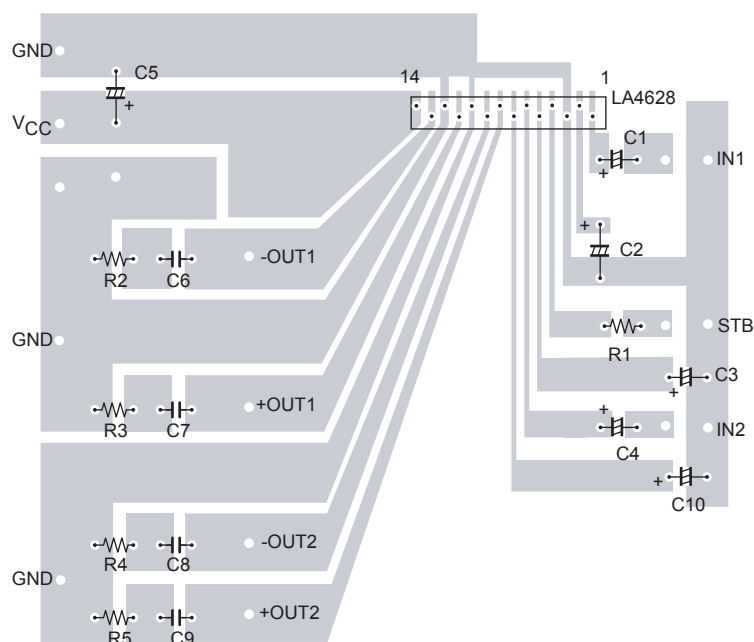 GND
C5
14
1
LA4628
VCC
+
C1
+
IN1
+
C2
-OUT1
R2
C6
GND
STB
R1
C3
+
+OUT1
R3
C7
+
IN2
C4
+
C10
-OUT2
R4
C8
GND
+OUT2
R5
C9